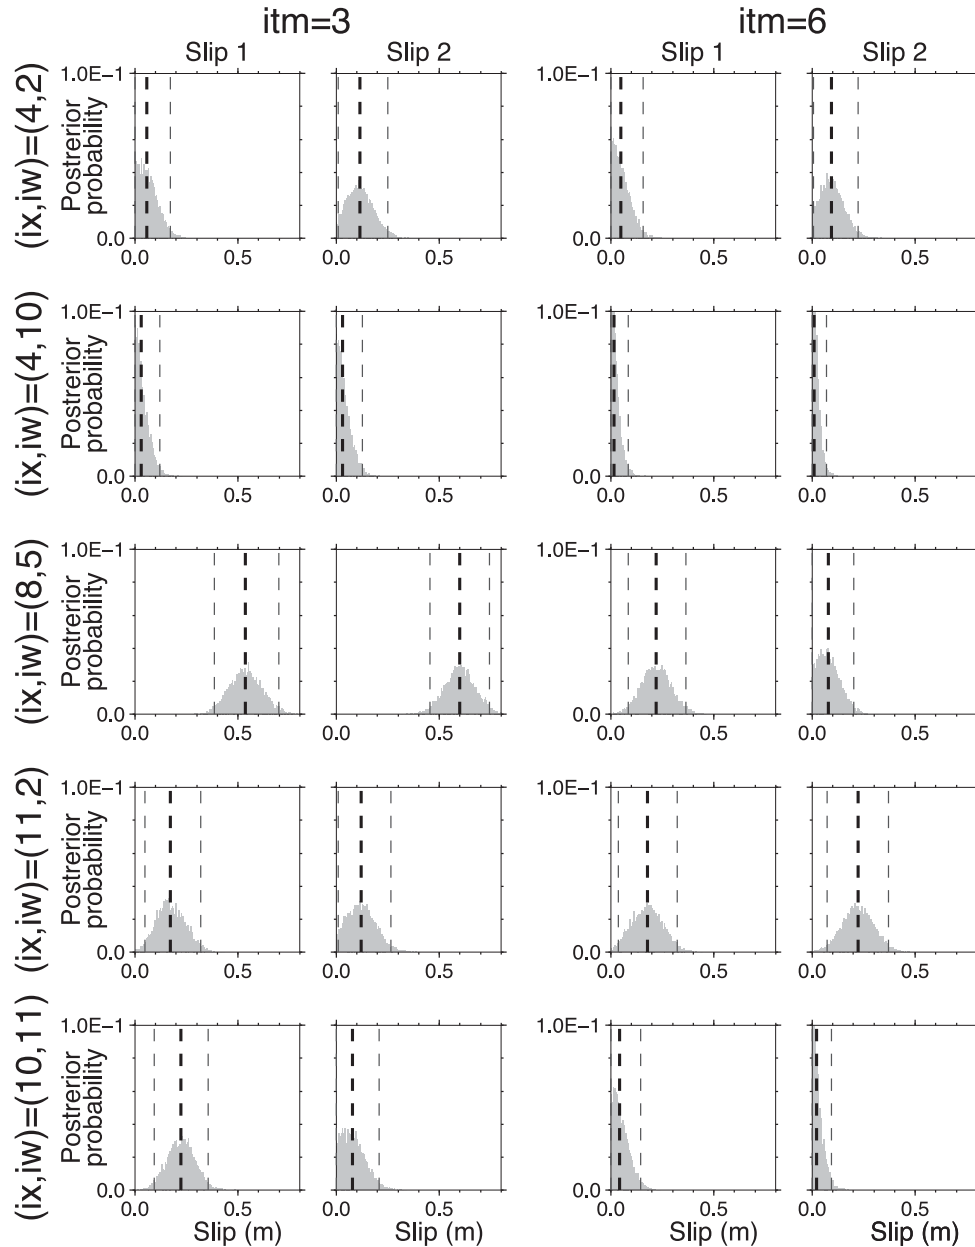 itm=3 itm=6
Slip 1 Slip 2 Slip 1 Slip 2
(ix,iw)=(4,2)
Postrerior
probability
1.0E−1 1.0E−1
0.0 0.0
0.0 0.5 0.0 0.5 0.0 0.5 0.0 0.5
(ix,iw)=(4,10)
Postrerior
probability
1.0E−1 1.0E−1
0.0 0.0
0.0 0.5 0.0 0.5 0.0 0.5 0.0 0.5
(ix,iw)=(8,5)
Postrerior
probability
1.0E−1 1.0E−1
0.0 0.0
0.0 0.5 0.0 0.5 0.0 0.5 0.0 0.5
(ix,iw)=(11,2)
Postrerior
probability
1.0E−1 1.0E−1
0.0 0.0
0.0 0.5 0.0 0.5 0.0 0.5 0.0 0.5
(ix,iw)=(10,11)
Postrerior
probability
1.0E−1 1.0E−1
0.0 0.0
0.0 0.5 0.0 0.5 0.0 0.5 0.0 0.5
Slip (m) Slip (m) Slip (m) Slip (m)